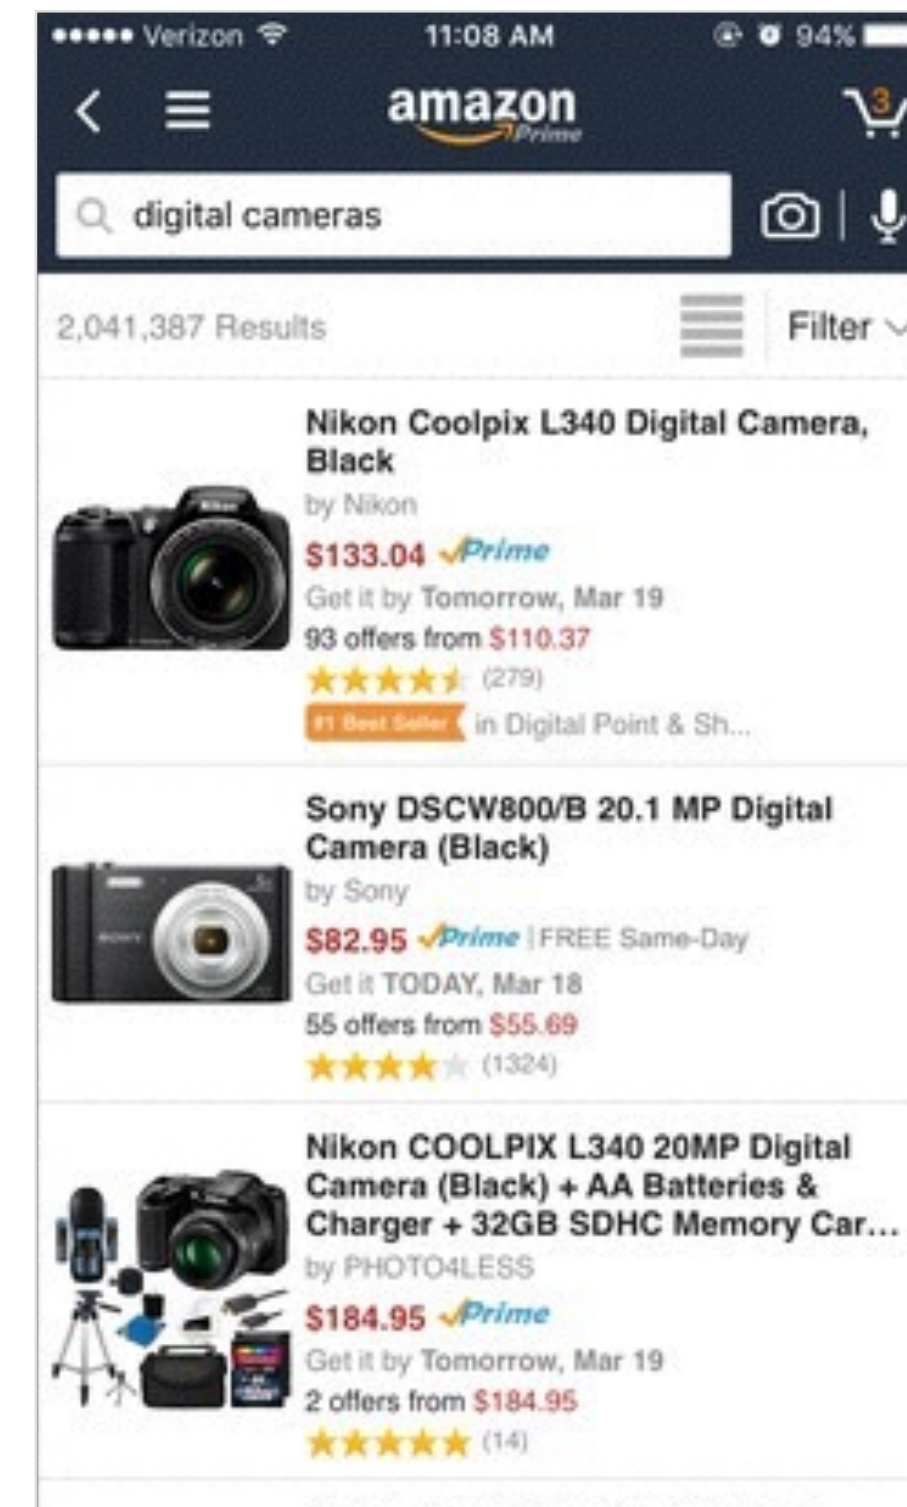 Verizon 11:08 AM 94%
amazon
Prime
3
digital cameras
2,041,387 Results Filter
Nikon Coolpix L340 Digital Camera,
Black
by Nikon
$133.04 Prime
Get it by Tomorrow, Mar 19
93 offers from $110.37
(279)
#1 Best Seller in Digital Point & Sh...
Sony DSCW800/B 20.1 MP Digital
Camera (Black)
by Sony
$82.95 Prime | FREE Same-Day
Get it TODAY, Mar 18
55 offers from $55.69
(1324)
Nikon COOLPIX L340 20MP Digital
Camera (Black) + AA Batteries &
Charger + 32GB SDHC Memory Car...
by PHOTO4LESS
$184.95 Prime
Get it by Tomorrow, Mar 19
2 offers from $184.95
(14)